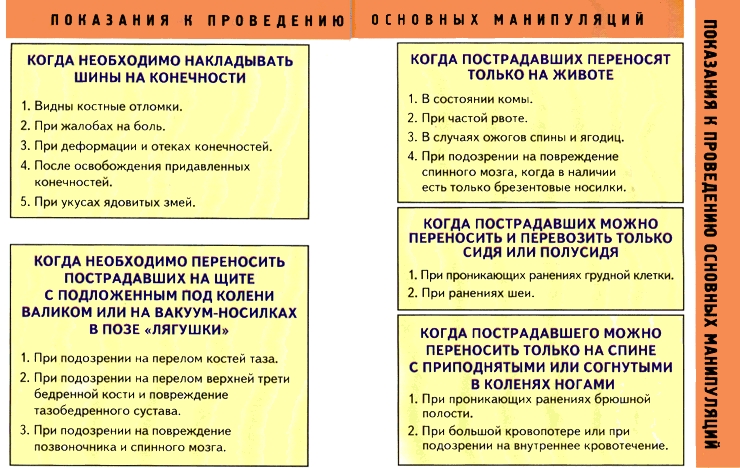 ПОКАЗАНИЯ К ПРОВЕДЕНИЮ ОСНОВНЫХ МАНИПУЛЯЦИЙ
КОГДА НЕОБХОДИМО НАКЛАДЫВАТЬ
ШИНЫ НА КОНЕЧНОСТИ
1. Видны костные отломки.
2. При жалобах на боль.
3. При деформации и отеках конечностей.
4. После освобождения придавленных
конечностей.
5. При укусах ядовитых змей.
КОГДА НЕОБХОДИМО ПЕРЕНОСИТЬ
ПОСТРАДАВШИХ НА ЩИТЕ
С ПОДЛОЖЕННЫМ ПОД КОЛЕНИ
ВАЛИКОМ ИЛИ НА ВАКУУМ-НОСИЛКАХ
В ПОЗЕ «ЛЯГУШКИ»
1. При подозрении на перелом костей таза.
2. При подозрении на перелом верхней трети
бедренной кости и повреждение
тазобедренного сустава.
3. При подозрении на повреждение
позвоночника и спинного мозга.
КОГДА ПОСТРАДАВШИХ ПЕРЕНОСЯТ
ТОЛЬКО НА ЖИВОТЕ
1. В состоянии комы.
2. При частой рвоте.
3. В случаях ожогов спины и ягодиц.
4. При подозрении на повреждение
спинного мозга, когда в наличии
есть только брезентовые носилки.
КОГДА ПОСТРАДАВШИХ МОЖНО
ПЕРЕНОСИТЬ И ПЕРЕВОЗИТЬ ТОЛЬКО
СИДЯ ИЛИ ПОЛУСИДЯ
1. При проникающих ранениях грудной клетки.
2. При ранениях шеи.
КОГДА ПОСТРАДАВШЕГО МОЖНО
ПЕРЕНОСИТЬ ТОЛЬКО НА СПИНЕ
С ПРИПОДНЯТЫМИ ИЛИ СОГНУТЫМИ
В КОЛЕНЯХ НОГАМИ
1. При проникающих ранениях брюшной
полости.
2. При большой кровопотере или при
подозрении на внутреннее кровотечение.
ПОКАЗАНИЯ К ПРОВЕДЕНИЮ ОСНОВНЫХ МАНИПУЛЯЦИЙ